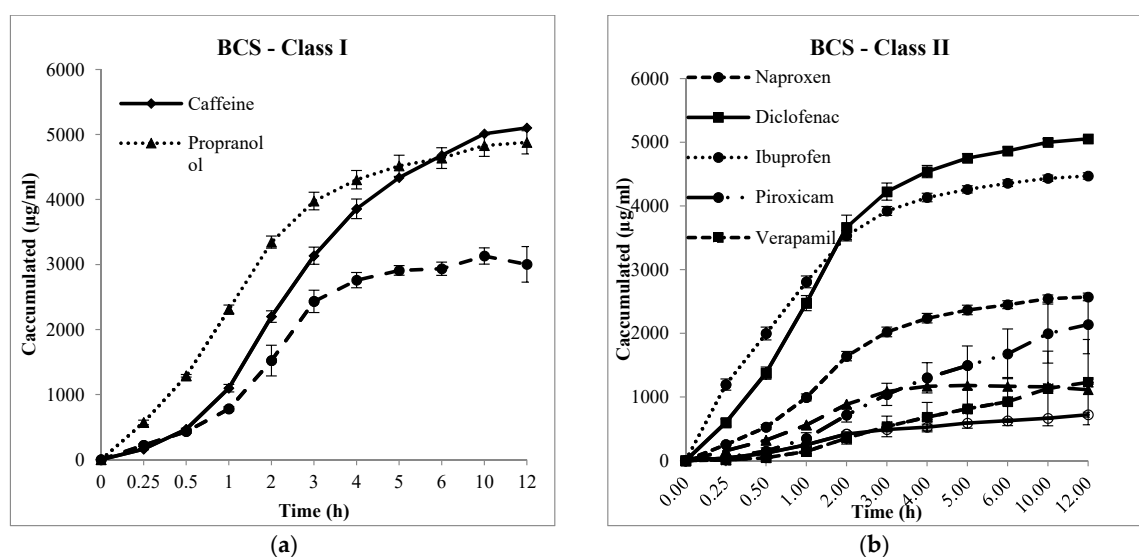 BCS - Class I
6000
5000
4000
3000
2000
1000
0
Caccumulated (µg/ml)
Caffeine
Propranol
ol
0 0.25 0.5 1 2 3 4 5 6 10 12
Time (h)
(a)
BCS - Class II
6000
5000
4000
3000
2000
1000
0
Caccumulated (µg/ml)
Naproxen
Diclofenac
Ibuprofen
Piroxicam
Verapamil
0.00 0.25 0.50 1.00 2.00 3.00 4.00 5.00 6.00 10.00 12.00
Time (h)
(b)